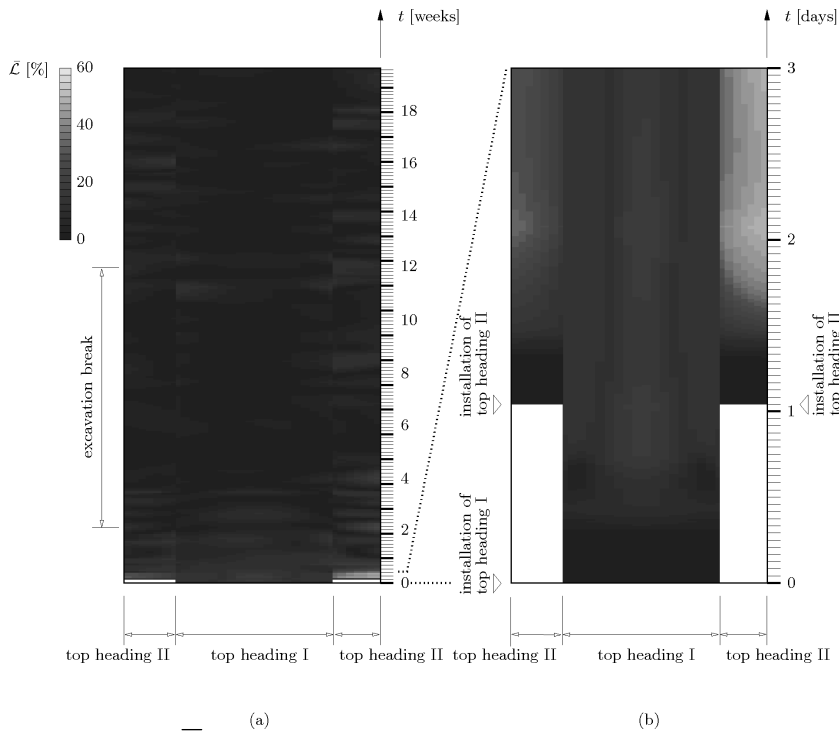 t [weeks]
t [days]
𝓛̄ [%]
60
40
20
0
18
16
14
12
10
8
6
4
2
0
excavation break
3
2
1
0
installation of
top heading II
installation of
top heading I
installation of
top heading II
top heading II
top heading I
top heading II
top heading II
top heading I
top heading II
(a)
(b)